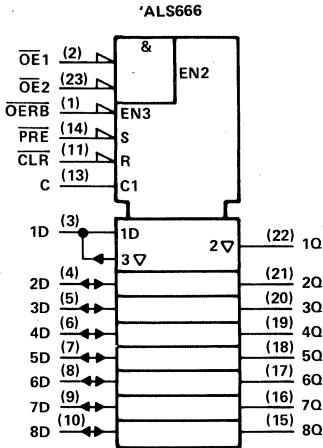 'ALS666
&
OE1 (2)
OE2 (23) EN2
OERB (1) EN3
PRE (14) S
CLR (11) R
C (13) C1
1D (3) 1D 2 ▽ (22) 1Q
3 ▽
2D (4) (21) 2Q
3D (5) (20) 3Q
4D (6) (19) 4Q
5D (7) (18) 5Q
6D (8) (17) 6Q
7D (9) (16) 7Q
8D (10) (15) 8Q